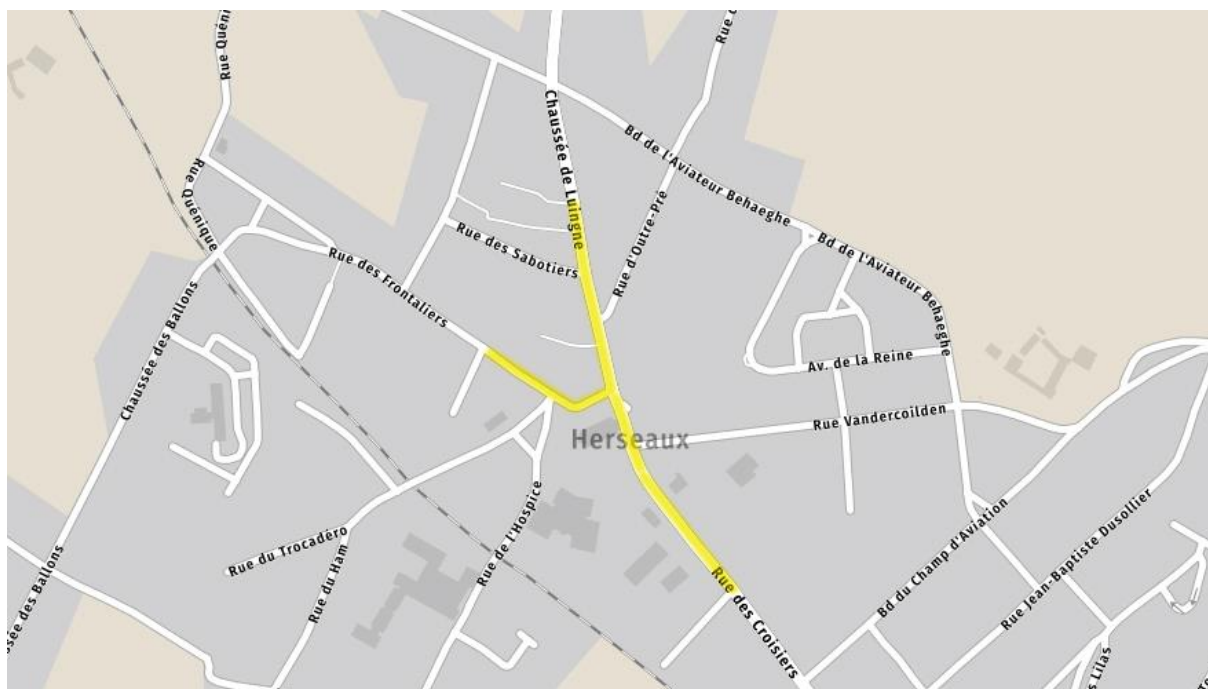 Rue Quéni
Rue d
Chaussée de Luingne
Bd de l'Aviateur Behaeghe
Rue Quénique
Rue d'Outre-Pré
Rue des Sabotiers
Bd de l'Aviateur Behaeghe
Rue des Frontaliers
Chaussée des Ballons
Av. de la Reine
Rue Vandercoilden
Herseaux
Rue de l'Hospice
Rue du Trocadéro
Rue du Ham
Bd du Champ d'Aviation
Rue Jean-Baptiste Dusollier
Rue des Croisiers
ssée des Ballons
s Lilas
Te